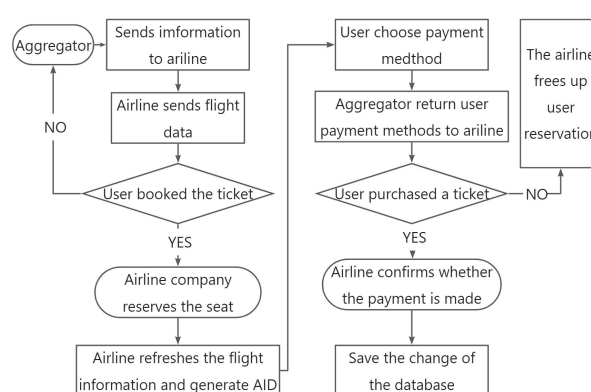 Aggregator
Sends imformation
to ariline
Airline sends flight
data
NO
User booked the ticket
YES
Airline company
reserves the seat
Airline refreshes the flight
information and generate AID
User choose payment
medthod
Aggregator return user
payment methods to ariline
User purchased a ticket
NO
YES
Airline confirms whether
the payment is made
Save the change of
the database
The airline
frees up
user
reservation